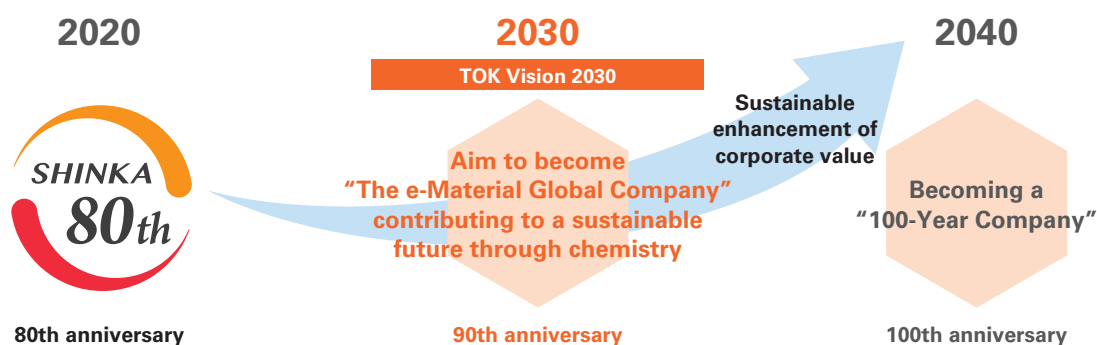 2020
2030
2040
TOK Vision 2030
SHINKA
80th
Aim to become
“The e-Material Global Company”
contributing to a sustainable
future through chemistry
Sustainable
enhancement of
corporate value
Becoming a
“100-Year Company”
80th anniversary
90th anniversary
100th anniversary